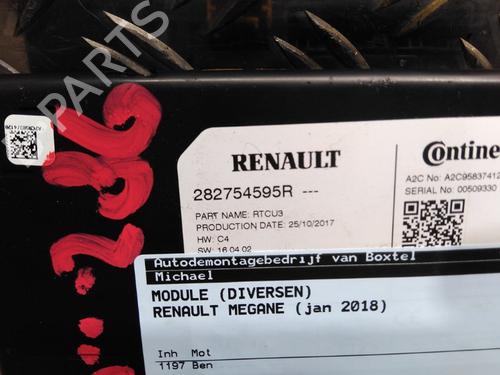 RENAULT
Contine
282754595R ---
A2C No: A2C95837412
SERIAL No: 00509330
PART NAME: RTCU3
PRODUCTION DATE: 25/10/2017
HW: C4
SW: 16.04.02
Autodemontagebedrijf van Boxtel
Michael
MODULE (DIVERSEN)
RENAULT MEGANE (jan 2018)
Inh Mot
1197 Ben
B-PARTS